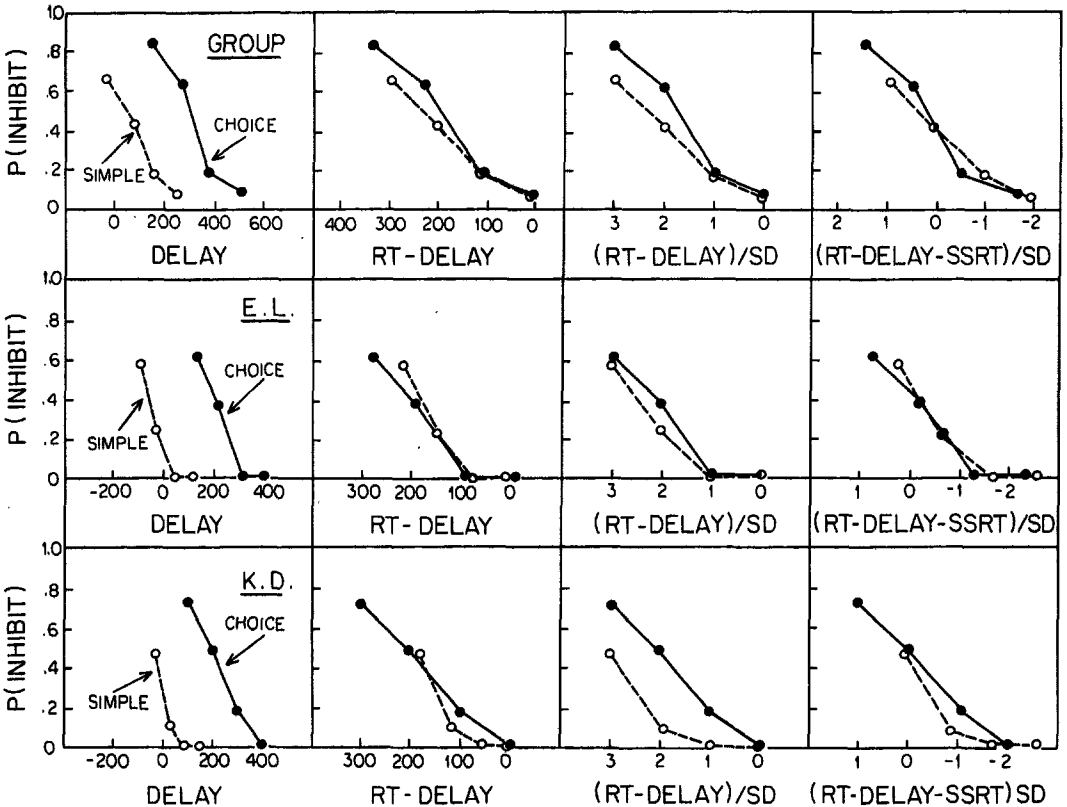 P(INHIBIT)
1.0
.8
.6
.4
.2
0
GROUP
CHOICE
SIMPLE
0 200 400 600
DELAY
400 300 200 100 0
RT-DELAY
3 2 1 0
(RT-DELAY)/SD
2 1 0 -1 -2
(RT-DELAY-SSRT)/SD
P(INHIBIT)
1.0
.8
.6
.4
.2
0
E.L.
CHOICE
SIMPLE
-200 0 200 400
DELAY
300 200 100 0
RT-DELAY
3 2 1 0
(RT-DELAY)/SD
1 0 -1 -2
(RT-DELAY-SSRT)/SD
P(INHIBIT)
1.0
.8
.6
.4
.2
0
K.D.
CHOICE
SIMPLE
-200 0 200 400
DELAY
300 200 100 0
RT-DELAY
3 2 1 0
(RT-DELAY)/SD
1 0 -1 -2
(RT-DELAY-SSRT)SD